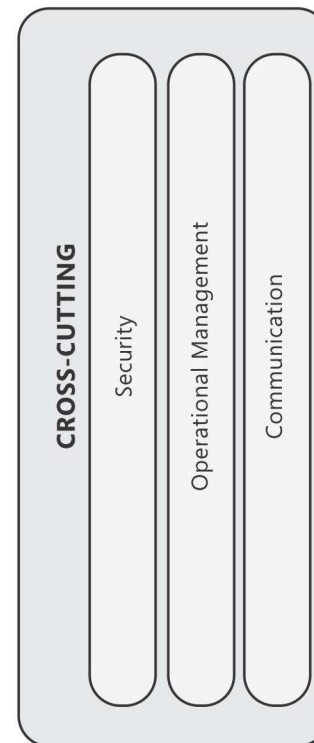 CROSS-CUTTING
Security
Operational Management
Communication